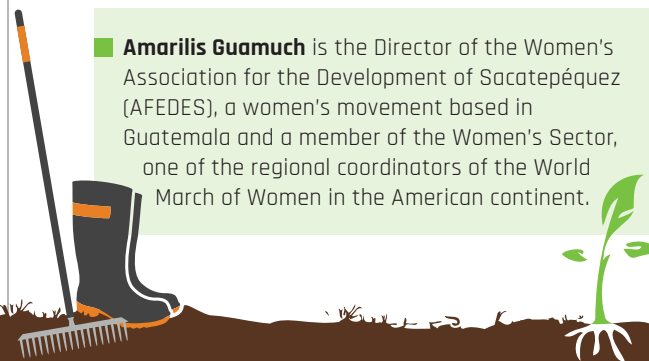 Amarilis Guamuch is the Director of the Women’s
Association for the Development of Sacatepéquez
(AFEDES), a women’s movement based in
Guatemala and a member of the Women’s Sector,
one of the regional coordinators of the World
March of Women in the American continent.